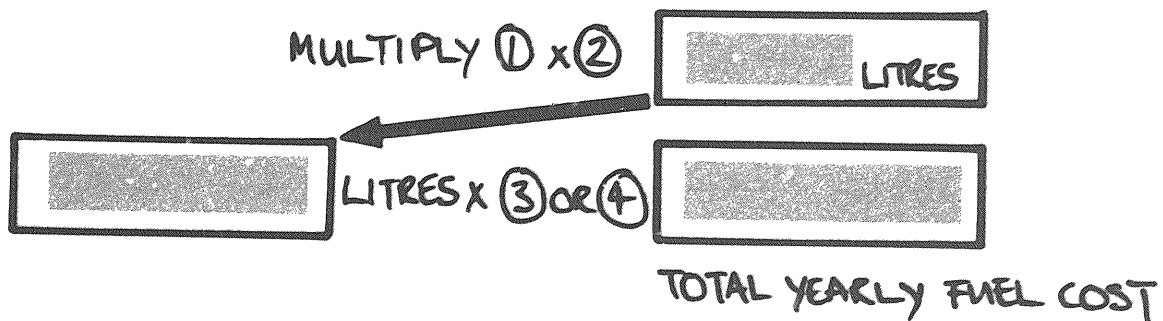 MULTIPLY ① x ②
LITRES
LITRES x ③ OR ④
TOTAL YEARLY FUEL COST